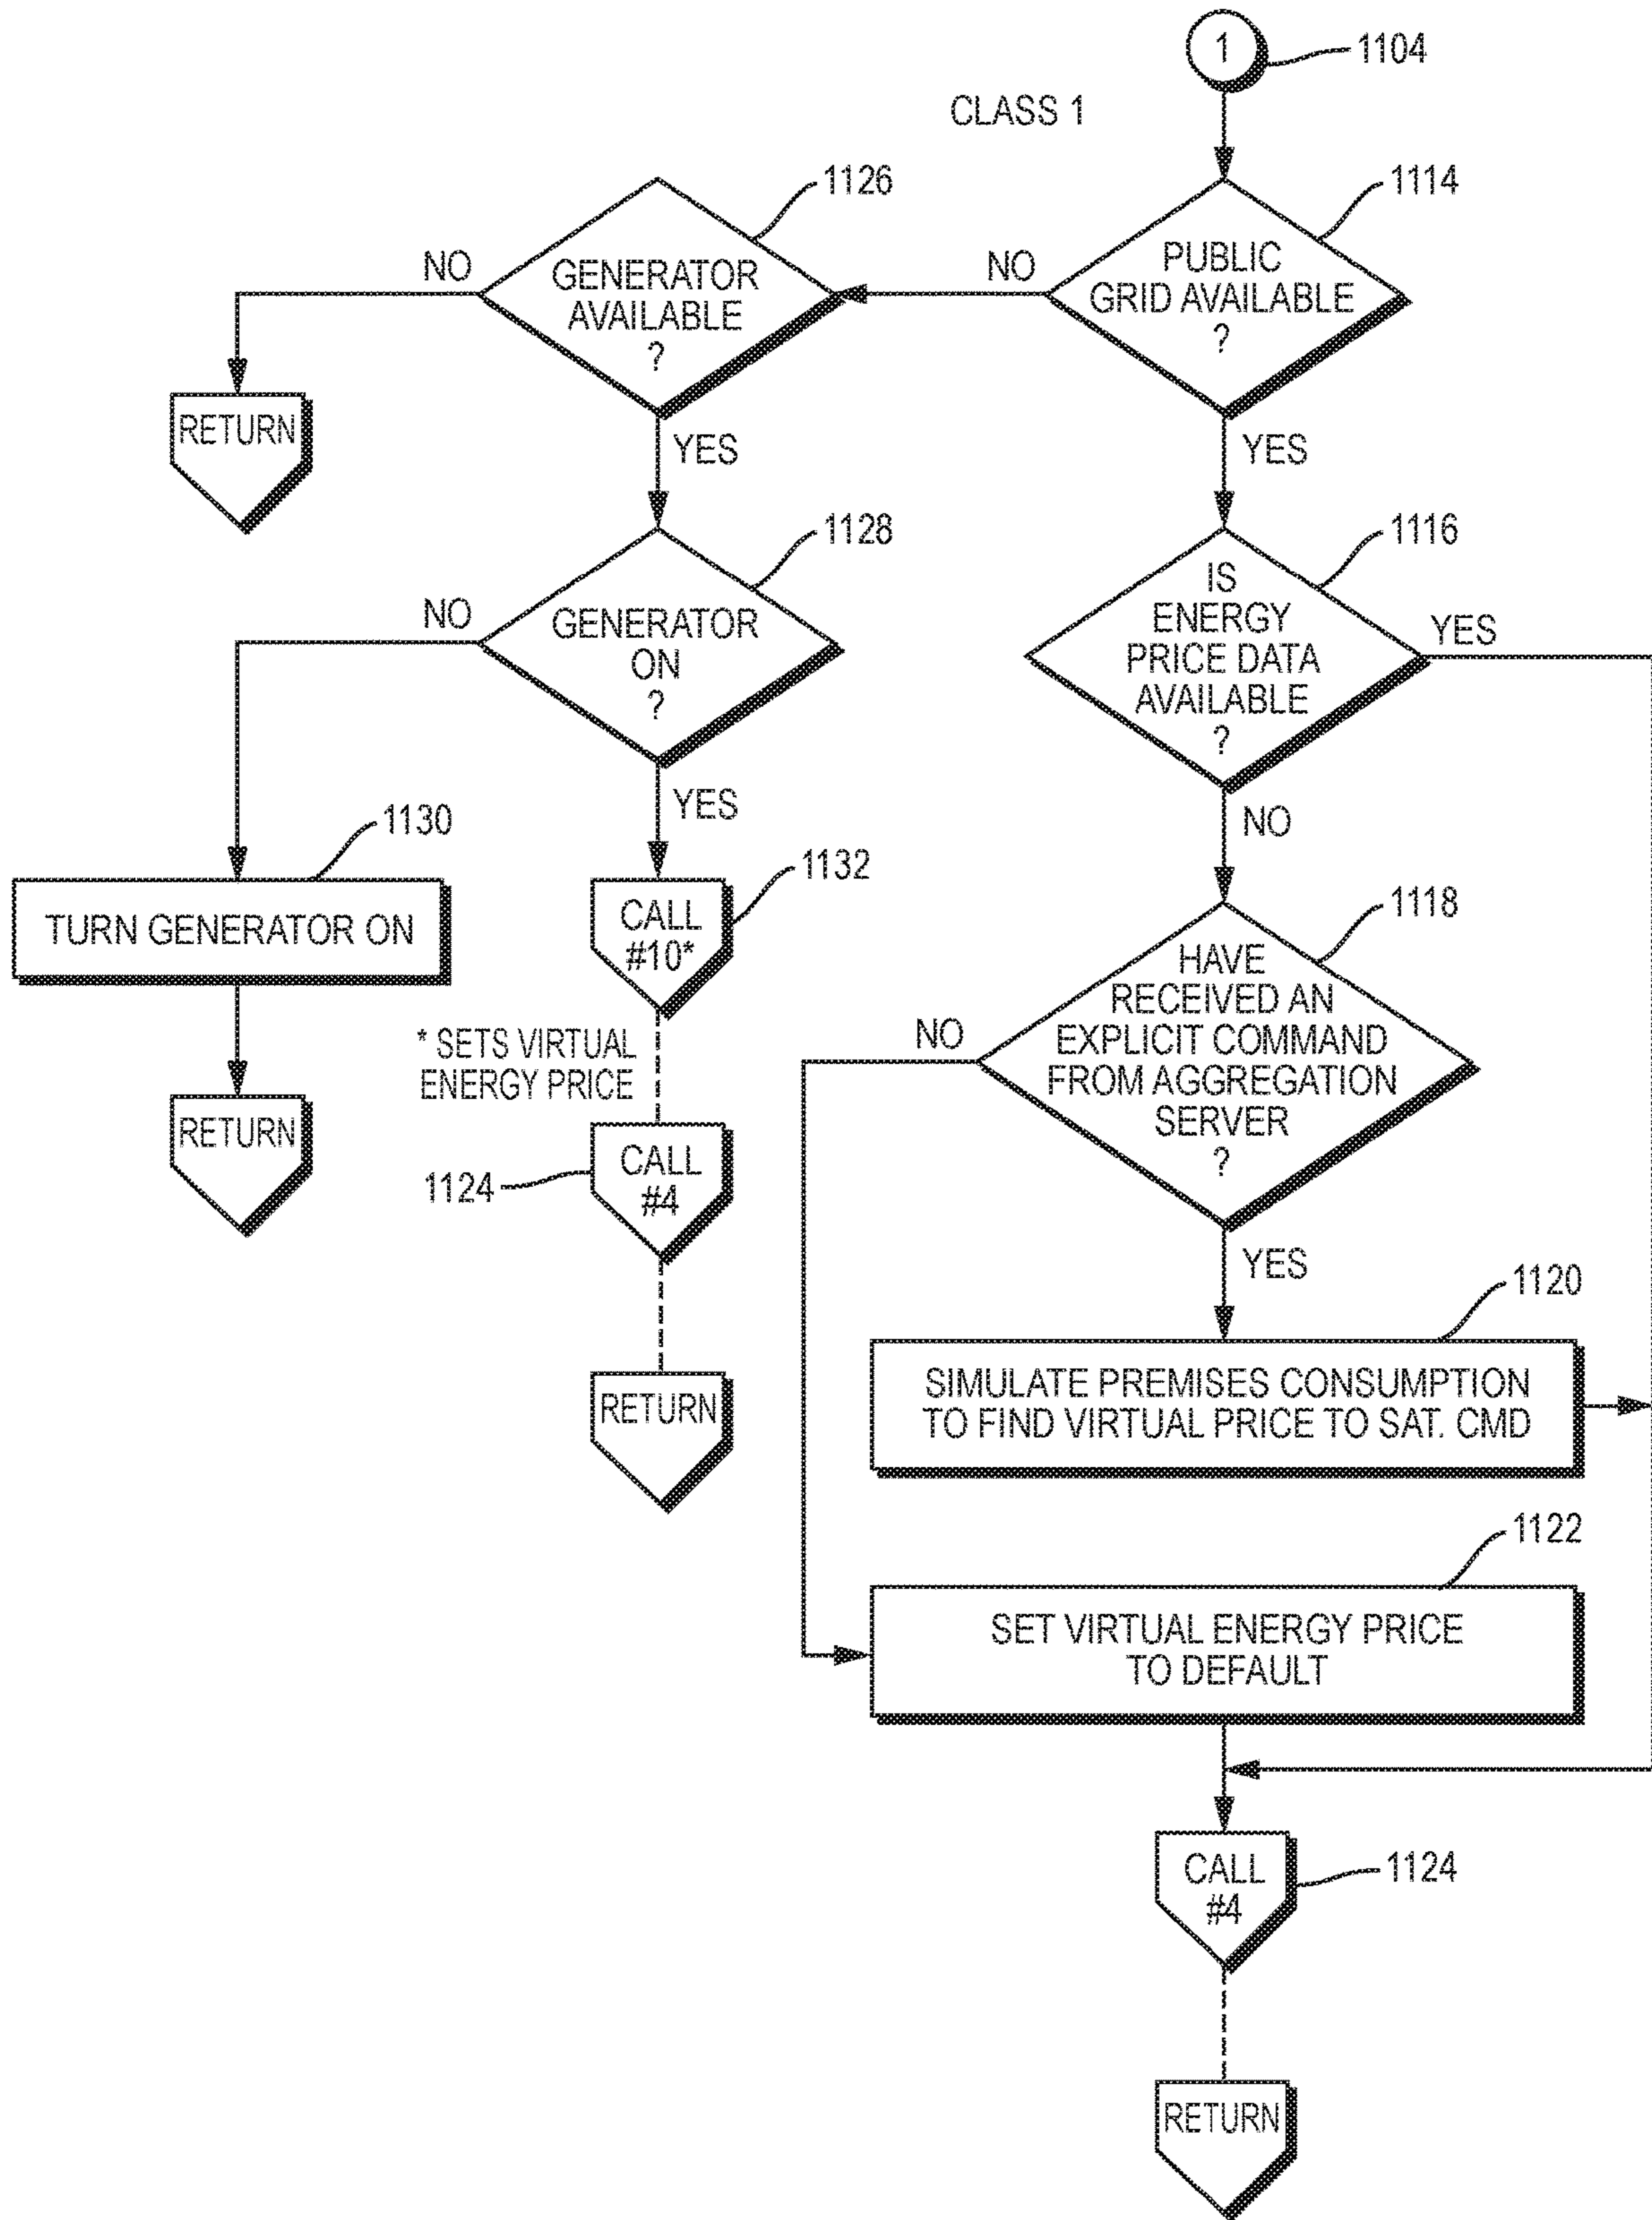 1
1104
CLASS 1
1126
1114
NO
GENERATOR
AVAILABLE
?
NO
PUBLIC
GRID AVAILABLE
?
RETURN
YES
YES
1128
1116
NO
GENERATOR
ON
?
IS
ENERGY
PRICE DATA
AVAILABLE
?
YES
YES
NO
1130
TURN GENERATOR ON
1132
CALL
#10*
1118
HAVE
RECEIVED AN
EXPLICIT COMMAND
FROM AGGREGATION
SERVER
?
NO
* SETS VIRTUAL
ENERGY PRICE
RETURN
1124
CALL
#4
YES
1120
SIMULATE PREMISES CONSUMPTION
TO FIND VIRTUAL PRICE TO SAT. CMD
RETURN
1122
SET VIRTUAL ENERGY PRICE
TO DEFAULT
CALL
#4
1124
RETURN